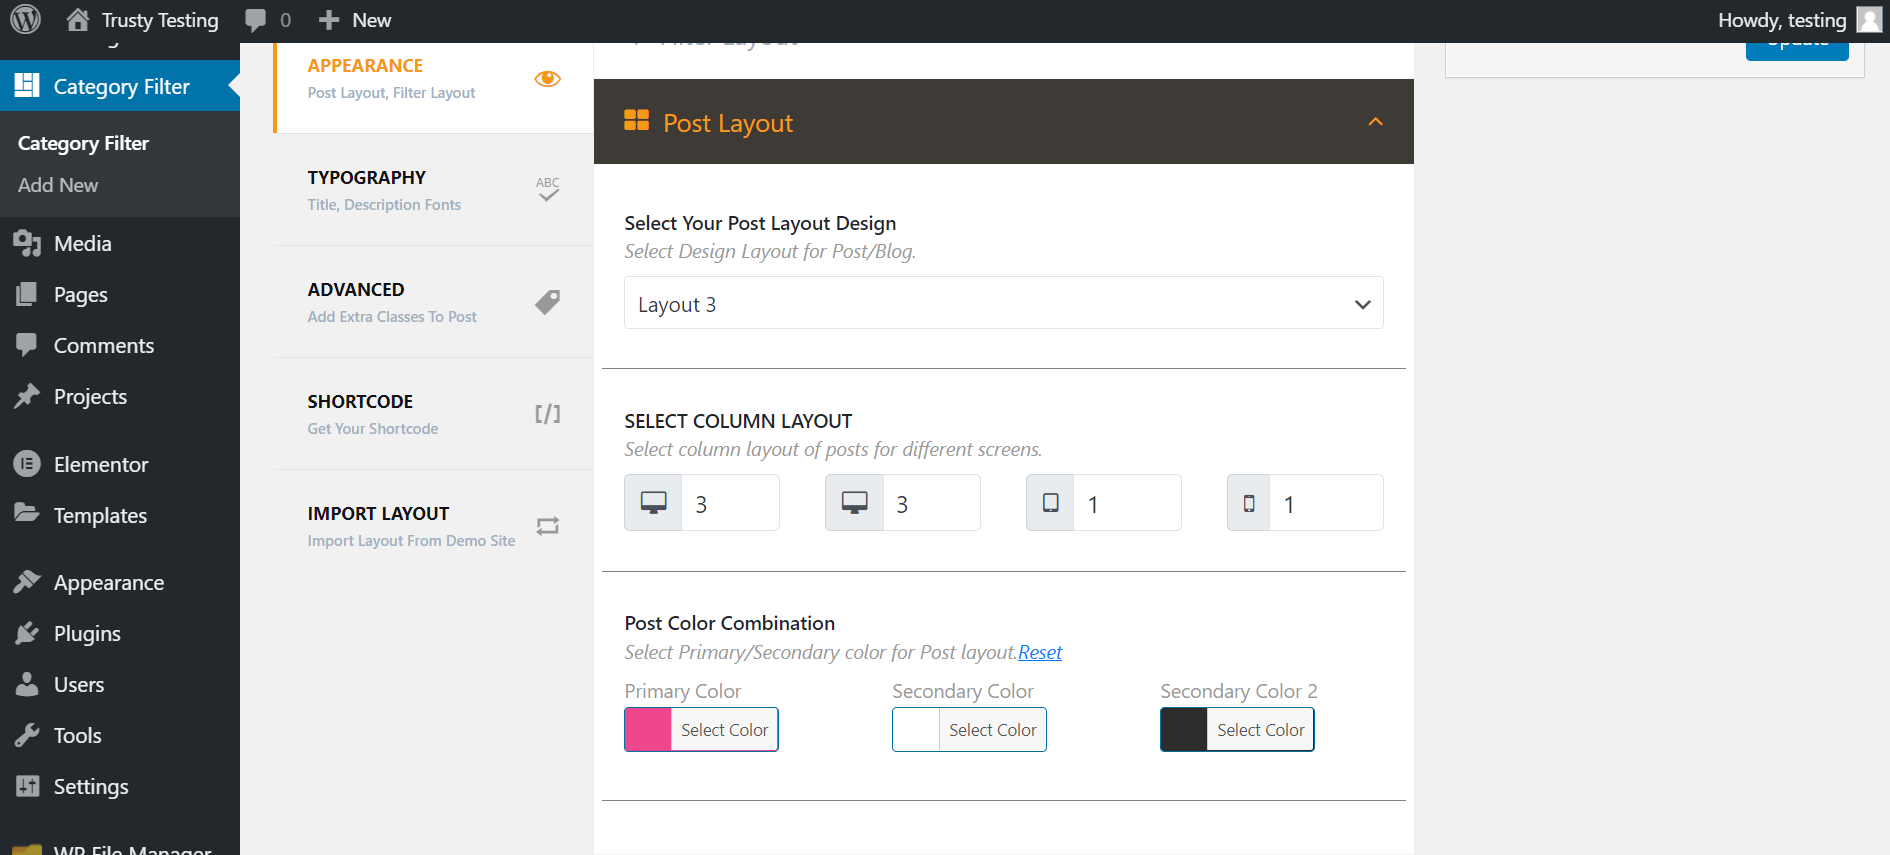 Trusty Testing
0
New
Howdy, testing
Category Filter
Category Filter
Add New
Media
Pages
Comments
Projects
Elementor
Templates
Appearance
Plugins
Users
Tools
Settings
WP File Manager
APPEARANCE
Post Layout, Filter Layout
TYPOGRAPHY
Title, Description Fonts
ABC
ADVANCED
Add Extra Classes To Post
SHORTCODE
Get Your Shortcode
[/]
IMPORT LAYOUT
Import Layout From Demo Site
Filter Layout
Post Layout
Select Your Post Layout Design
Select Design Layout for Post/Blog.
Layout 3
SELECT COLUMN LAYOUT
Select column layout of posts for different screens.
3
3
1
1
Post Color Combination
Select Primary/Secondary color for Post layout.Reset
Primary Color
Secondary Color
Secondary Color 2
Select Color
Select Color
Select Color
Update